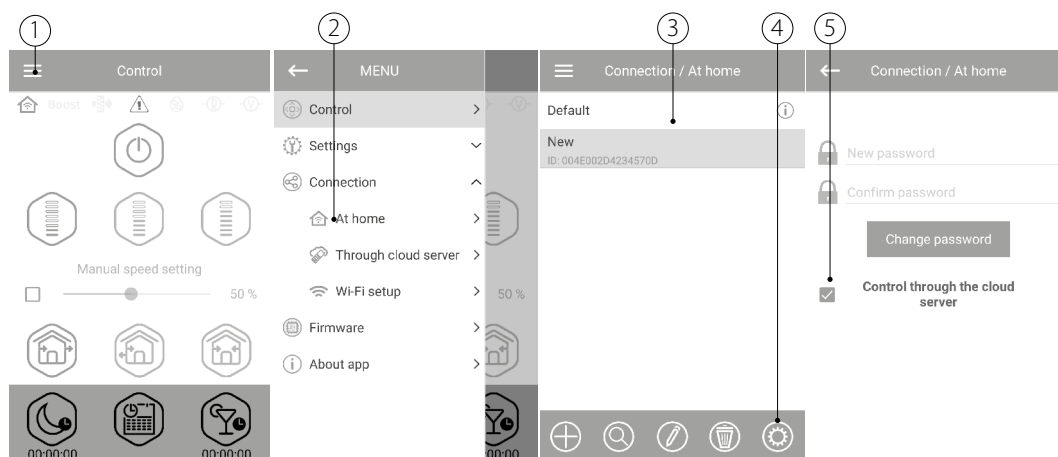 1
2
3
4
5
Control
Boost
Manual speed setting
50 %
00:00:00
00:00:00
MENU
Control
Settings
Connection
At home
Through cloud server
Wi-Fi setup
Firmware
About app
50 %
00:00
Connection / At home
Default
New
ID: 004E002D4234570D
Connection / At home
New password
Confirm password
Change password
Control through the cloud
server